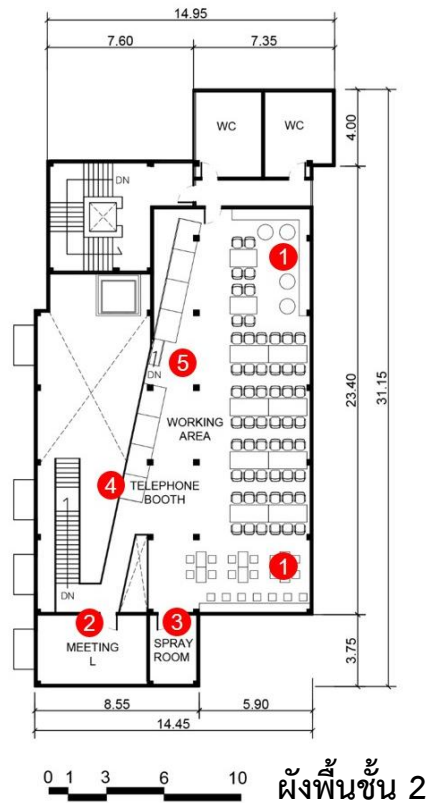 14.95
7.60 7.35
WC WC
4.00
DN
1
5
DN
23.40
31.15
WORKING
AREA
4
TELEPHONE
BOOTH
DN
1
2
3
MEETING
L
SPRAY
ROOM
3.75
8.55 5.90
14.45
0 1 3 6 10
ผังพื้นชั้น 2